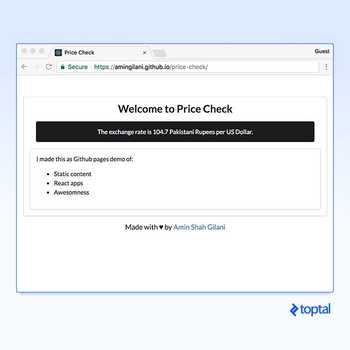 Price Check
Guest
Secure https://amingilani.github.io/price-check/
Welcome to Price Check
The exchange rate is 104.7 Pakistani Rupees per US Dollar.
I made this as Github pages demo of:
Static content
React apps
Awesomness
Made with ♥ by Amin Shah Gilani
toptal